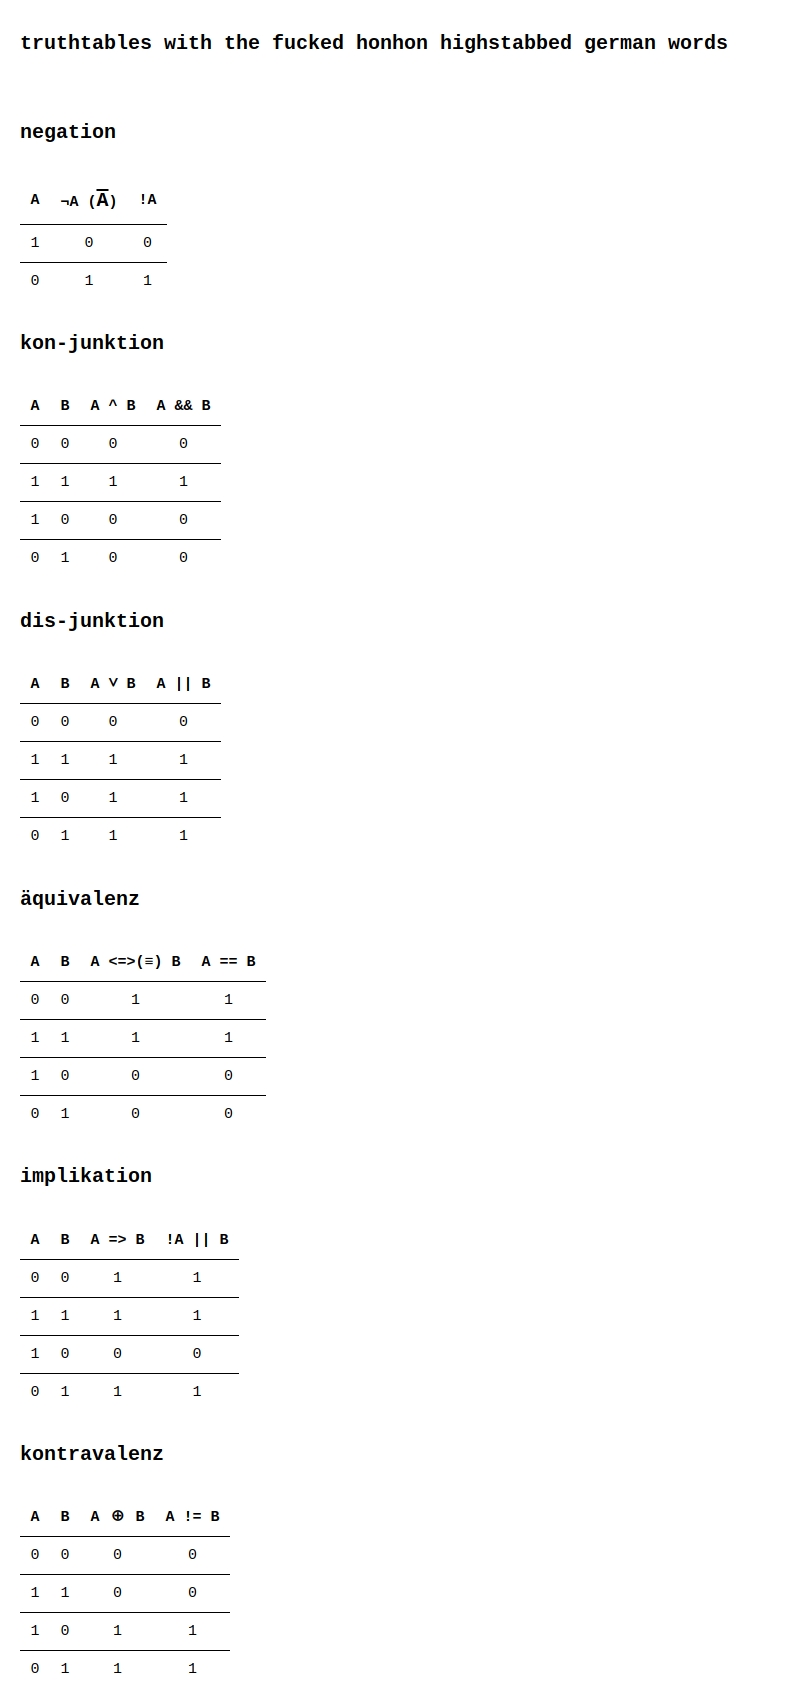 truthtables with the fucked honhon highstabbed german words
negation
A ¬A (A̅) !A
1 0 0
0 1 1
kon-junktion
A B A ^ B A && B
0 0 0 0
1 1 1 1
1 0 0 0
0 1 0 0
dis-junktion
A B A ˅ B A || B
0 0 0 0
1 1 1 1
1 0 1 1
0 1 1 1
äquivalenz
A B A <=>(≡) B A == B
0 0 1 1
1 1 1 1
1 0 0 0
0 1 0 0
implikation
A B A => B !A || B
0 0 1 1
1 1 1 1
1 0 0 0
0 1 1 1
kontravalenz
A B A ⊕ B A != B
0 0 0 0
1 1 0 0
1 0 1 1
0 1 1 1